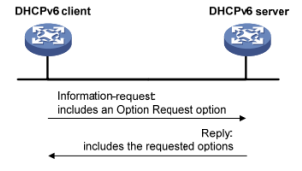 DHCPv6 client
DHCPv6 server
Information-request:
includes an Option Request option
Reply:
includes the requested options